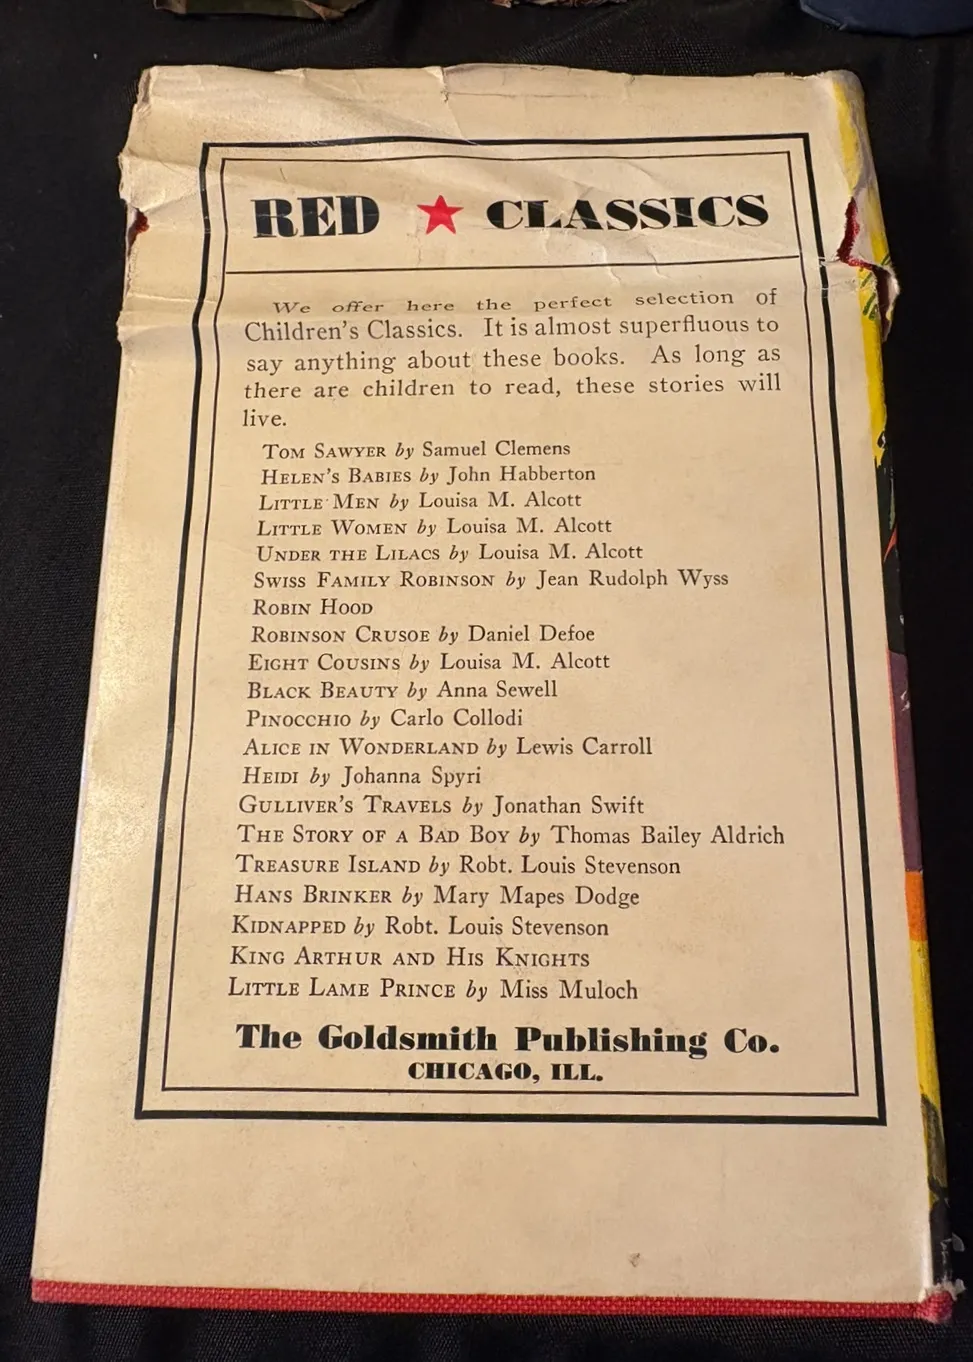 RED ★ CLASSICS
We offer here the perfect selection of
Children's Classics. It is almost superfluous to
say anything about these books. As long as
there are children to read, these stories will
live.
TOM SAWYER by Samuel Clemens
HELEN'S BABIES by John Habberton
LITTLE MEN by Louisa M. Alcott
LITTLE WOMEN by Louisa M. Alcott
UNDER THE LILACS by Louisa M. Alcott
SWISS FAMILY ROBINSON by Jean Rudolph Wyss
ROBIN HOOD
ROBINSON CRUSOE by Daniel Defoe
EIGHT COUSINS by Louisa M. Alcott
BLACK BEAUTY by Anna Sewell
PINOCCHIO by Carlo Collodi
ALICE IN WONDERLAND by Lewis Carroll
HEIDI by Johanna Spyri
GULLIVER'S TRAVELS by Jonathan Swift
THE STORY OF A BAD BOY by Thomas Bailey Aldrich
TREASURE ISLAND by Robt. Louis Stevenson
HANS BRINKER by Mary Mapes Dodge
KIDNAPPED by Robt. Louis Stevenson
KING ARTHUR AND HIS KNIGHTS
LITTLE LAME PRINCE by Miss Muloch
The Goldsmith Publishing Co.
CHICAGO, ILL.